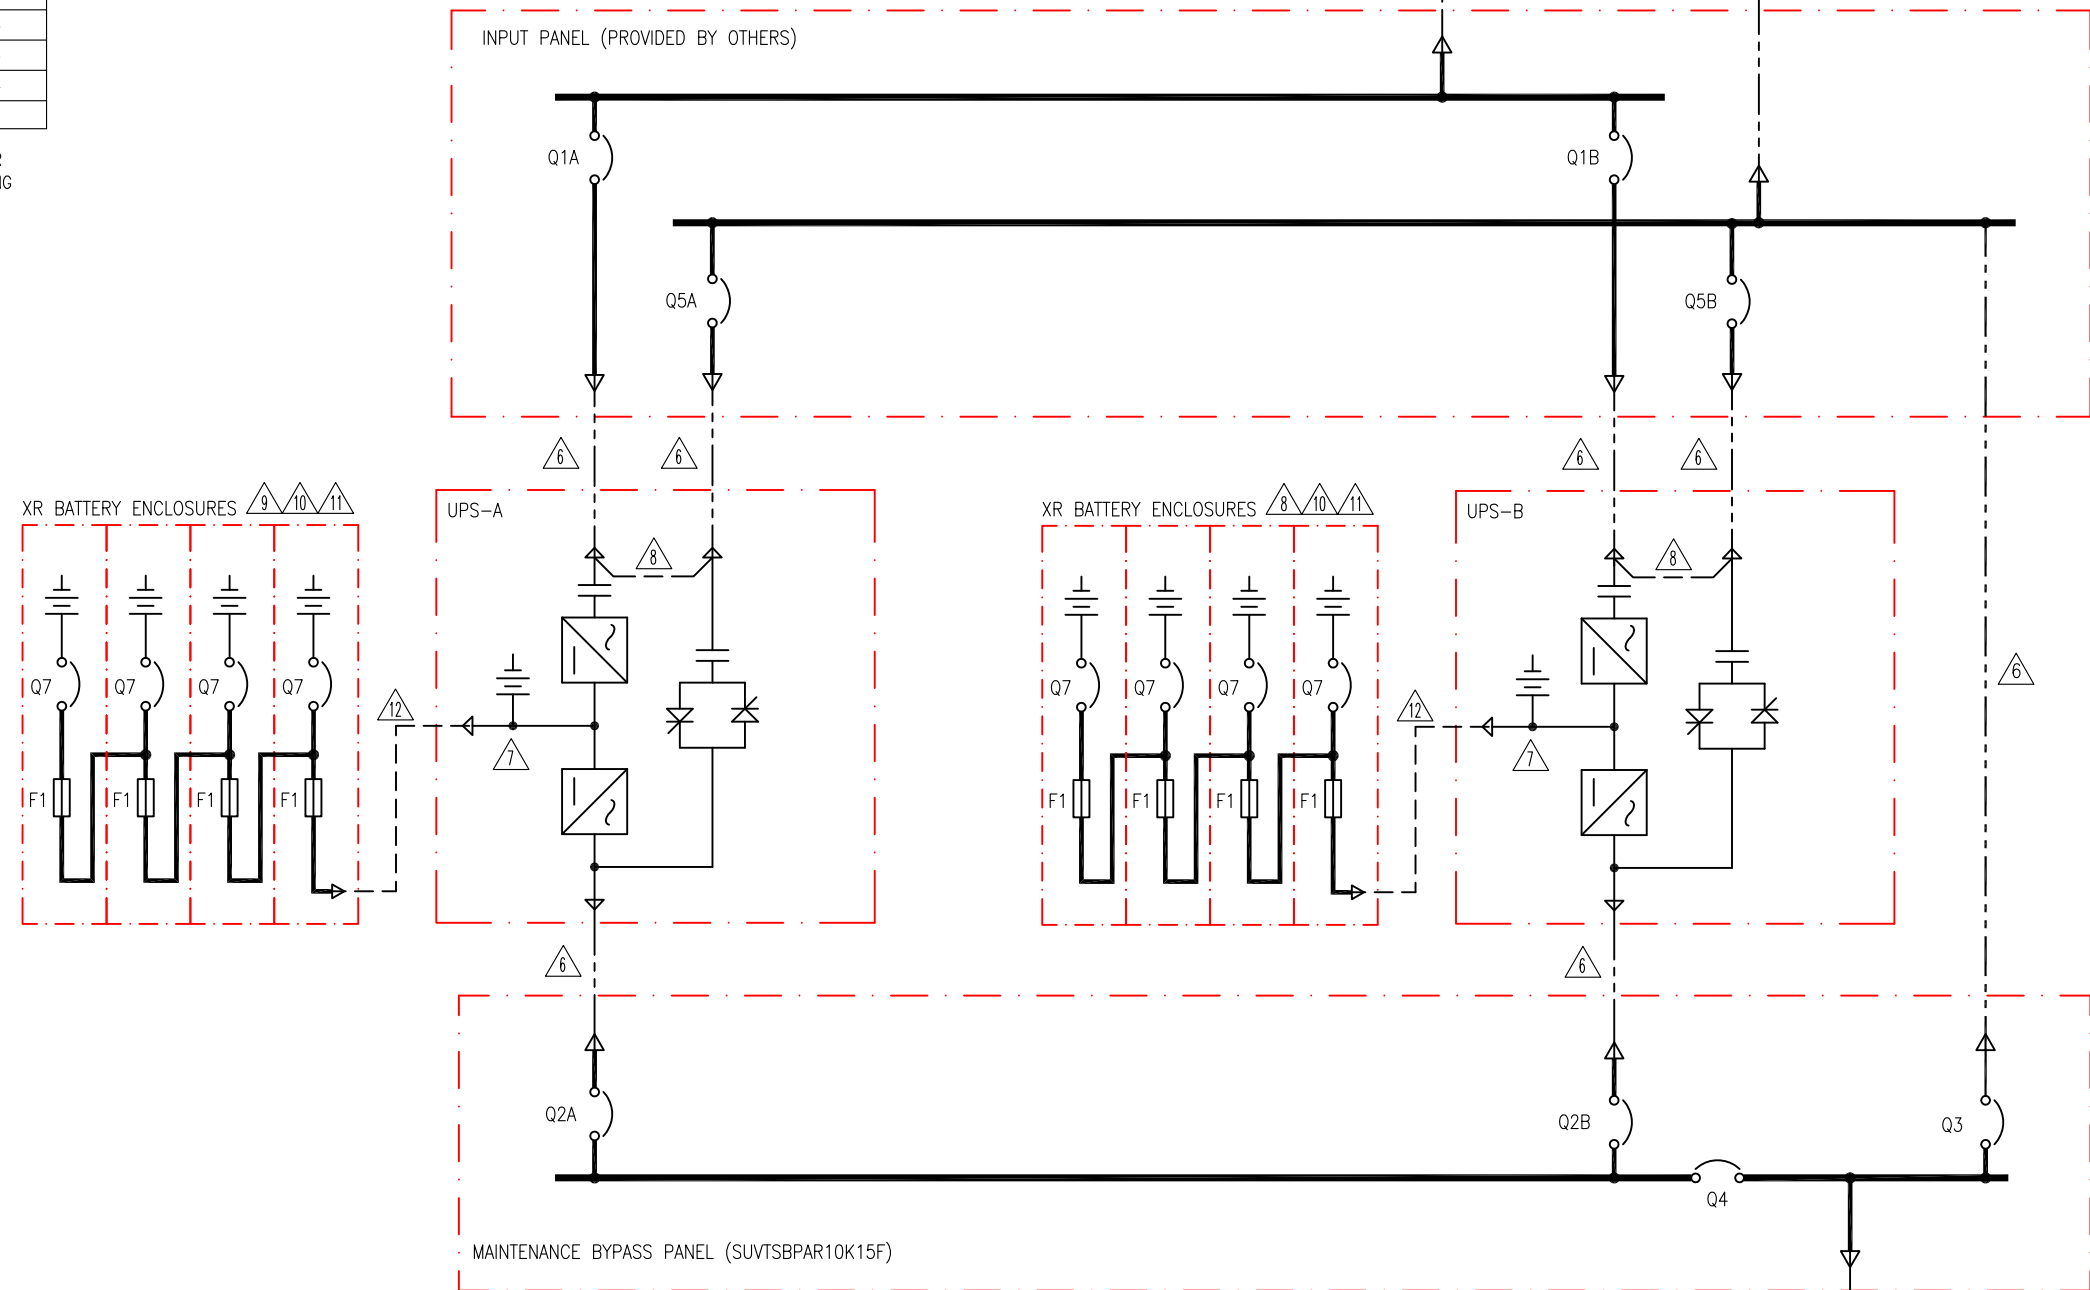 INPUT PANEL (PROVIDED BY OTHERS)
Q1A
Q1B
Q5A
Q5B
6
6
6
6
XR BATTERY ENCLOSURES 9 10 11
UPS-A
XR BATTERY ENCLOSURES 8 10 11
UPS-B
8
8
6
Q7 Q7 Q7 Q7
12
7
Q7 Q7 Q7 Q7
12
7
F1 F1 F1 F1
F1 F1 F1 F1
6
6
Q2A
Q2B
Q3
Q4
MAINTENANCE BYPASS PANEL (SUVTSBPAR10K15F)